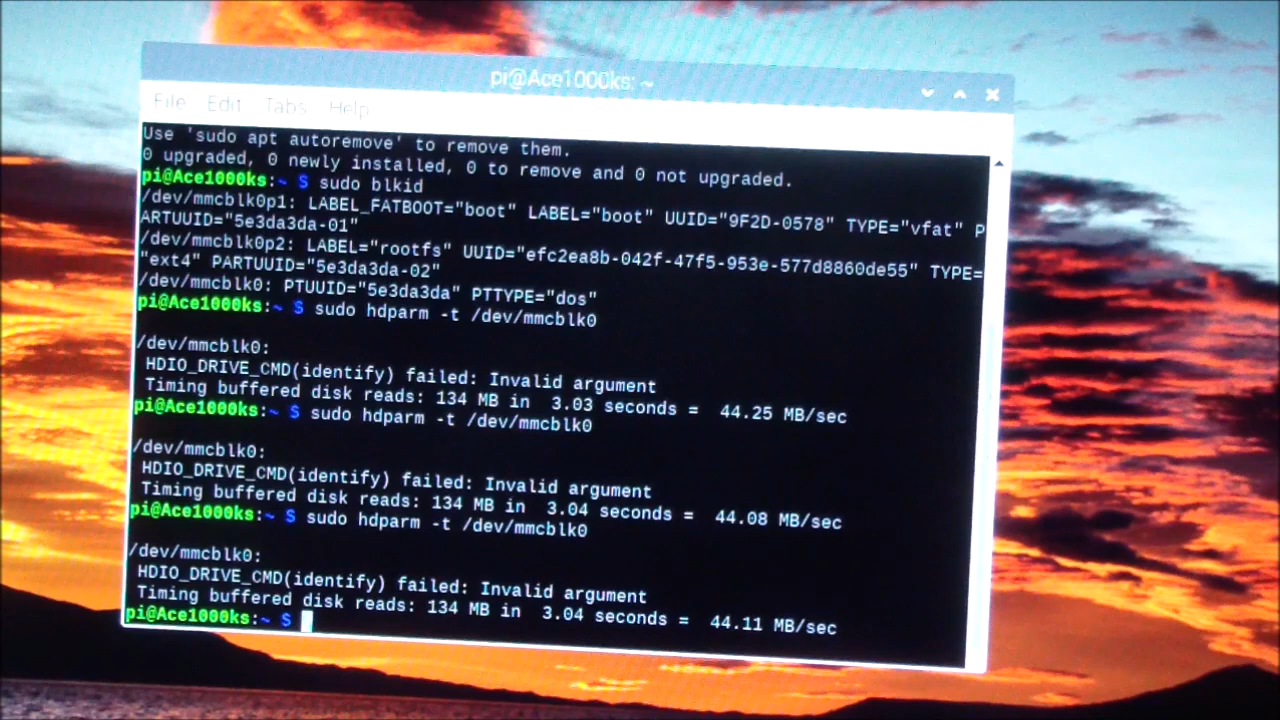 pi@Ace1000ks: ~
File Edit Tabs Help
Use 'sudo apt autoremove' to remove them.
0 upgraded, 0 newly installed, 0 to remove and 0 not upgraded.
pi@Ace1000ks:~ $ sudo blkid
/dev/mmcblk0p1: LABEL_FATBOOT="boot" LABEL="boot" UUID="9F2D-0578" TYPE="vfat" P
ARTUUID="5e3da3da-01"
/dev/mmcblk0p2: LABEL="rootfs" UUID="efc2ea8b-042f-47f5-953e-577d8860de55" TYPE=
"ext4" PARTUUID="5e3da3da-02"
/dev/mmcblk0: PTUUID="5e3da3da" PTTYPE="dos"
pi@Ace1000ks:~ $ sudo hdparm -t /dev/mmcblk0
/dev/mmcblk0:
HDIO_DRIVE_CMD(identify) failed: Invalid argument
Timing buffered disk reads: 134 MB in  3.03 seconds =  44.25 MB/sec
pi@Ace1000ks:~ $ sudo hdparm -t /dev/mmcblk0
/dev/mmcblk0:
HDIO_DRIVE_CMD(identify) failed: Invalid argument
Timing buffered disk reads: 134 MB in  3.04 seconds =  44.08 MB/sec
pi@Ace1000ks:~ $ sudo hdparm -t /dev/mmcblk0
/dev/mmcblk0:
HDIO_DRIVE_CMD(identify) failed: Invalid argument
Timing buffered disk reads: 134 MB in  3.04 seconds =  44.11 MB/sec
pi@Ace1000ks:~ $